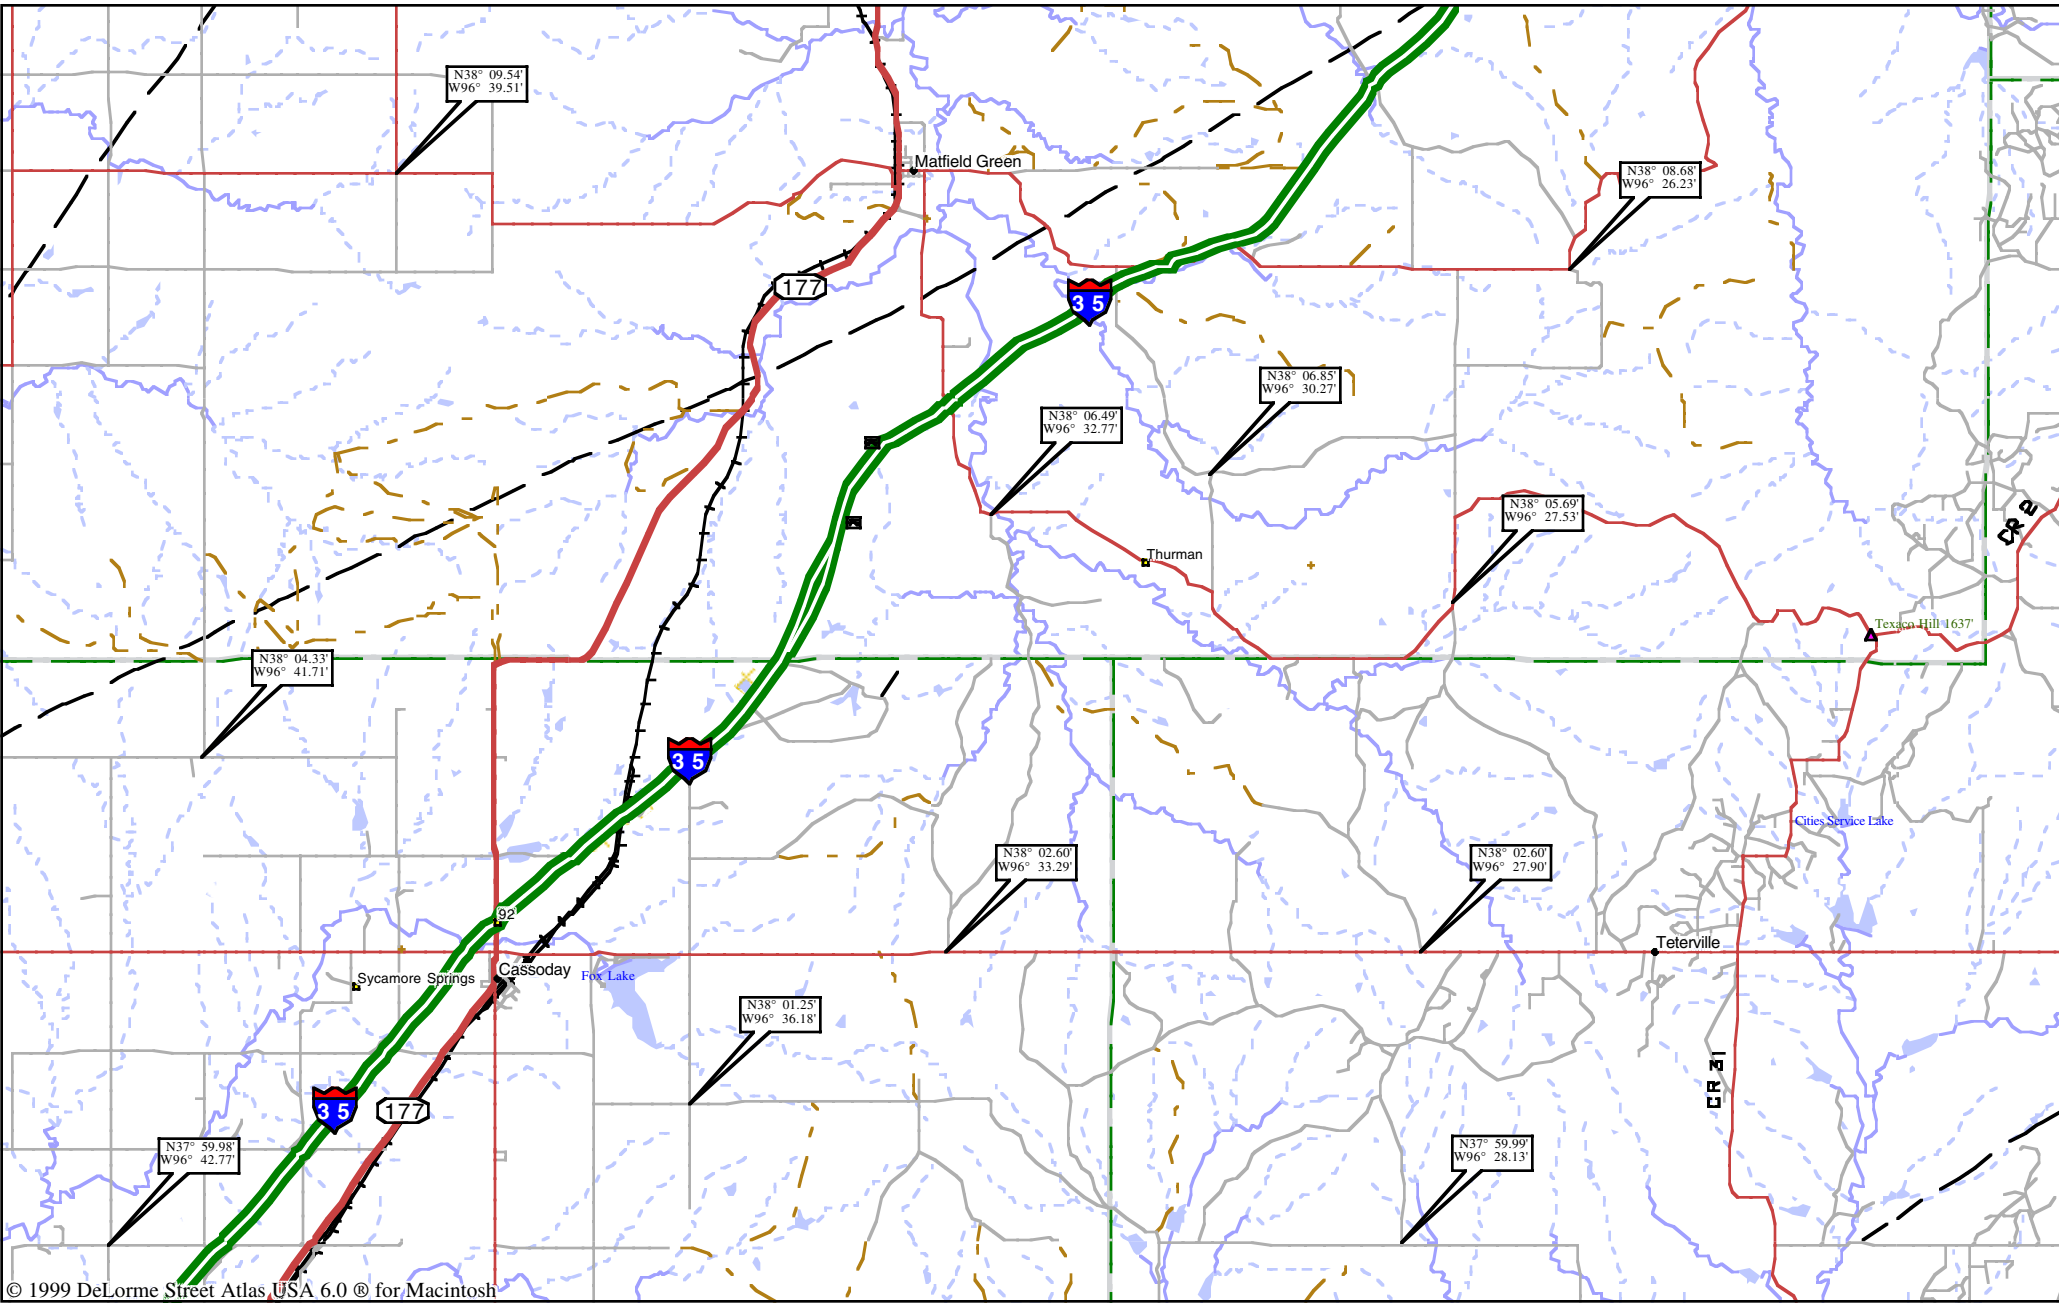 N38° 09.54'
W96° 39.51'
Matfield Green
N38° 08.68'
W96° 26.23'
177
35
N38° 06.85'
W96° 30.27'
N38° 06.49'
W96° 32.77'
N38° 05.69'
W96° 27.53'
CR 2
Thurman
Texaco Hill 1637'
N38° 04.33'
W96° 41.71'
35
Cities Service Lake
N38° 02.60'
W96° 33.29'
N38° 02.60'
W96° 27.90'
92
Teterville
Cassoday
Sycamore Springs
Fox Lake
N38° 01.25'
W96° 36.18'
CR 31
35
177
N37° 59.98'
W96° 42.77'
N37° 59.99'
W96° 28.13'
© 1999 DeLorme Street Atlas USA 6.0 ® for Macintosh